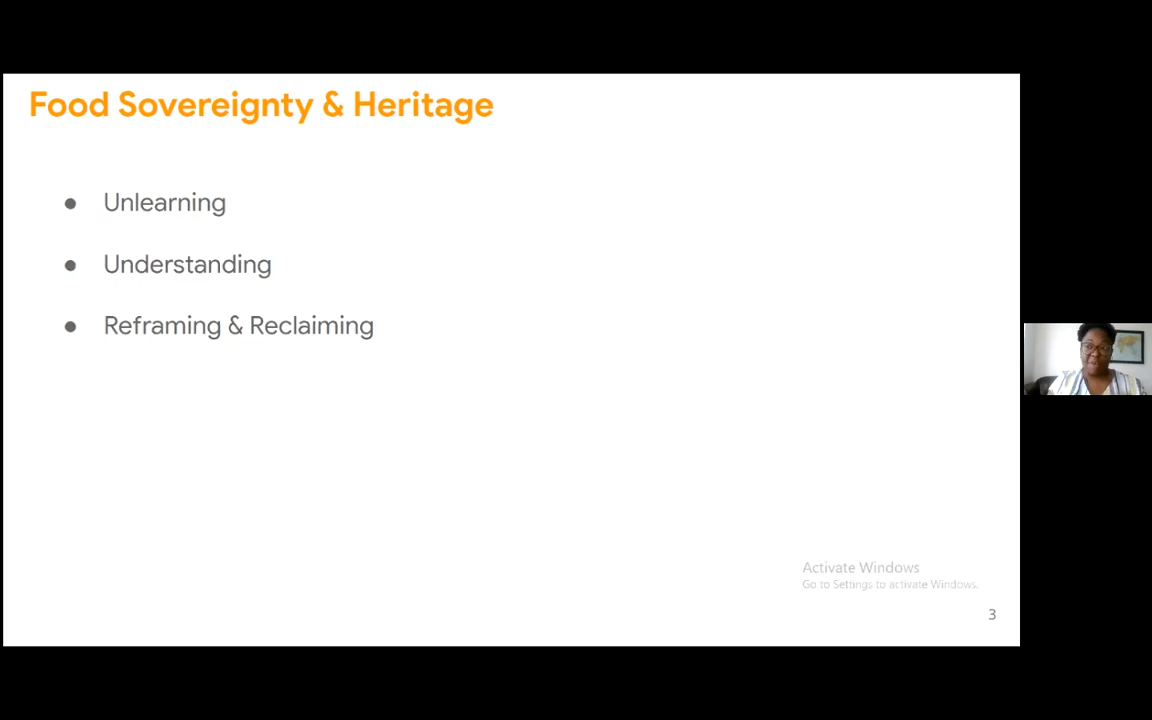 Food Sovereignty & Heritage
● Unlearning
● Understanding
● Reframing & Reclaiming
Activate Windows
Go to Settings to activate Windows.
3